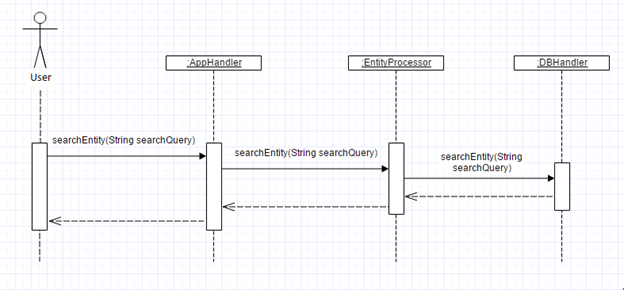 :AppHandler
:EntityProcessor
:DBHandler
User
searchEntity(String searchQuery)
searchEntity(String searchQuery)
searchEntity(String
searchQuery)